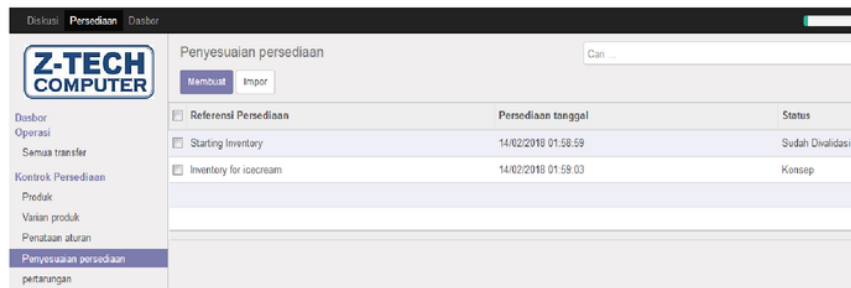 Diskusi Persediaan Dasbor
Z-TECH
COMPUTER
Dasbor
Operasi
Semua transfer
Kontrok Persediaan
Produk
Varian produk
Penataan aturan
Penyesuaian persediaan
pertarungan
Penyesuaian persediaan
Cari ...
Membuat Impor
Referensi Persediaan Persediaan tanggal Status
Starting Inventory 14/02/2018 01:58:59 Sudah Divalidasi
Inventory for icecream 14/02/2018 01:59:03 Konsep